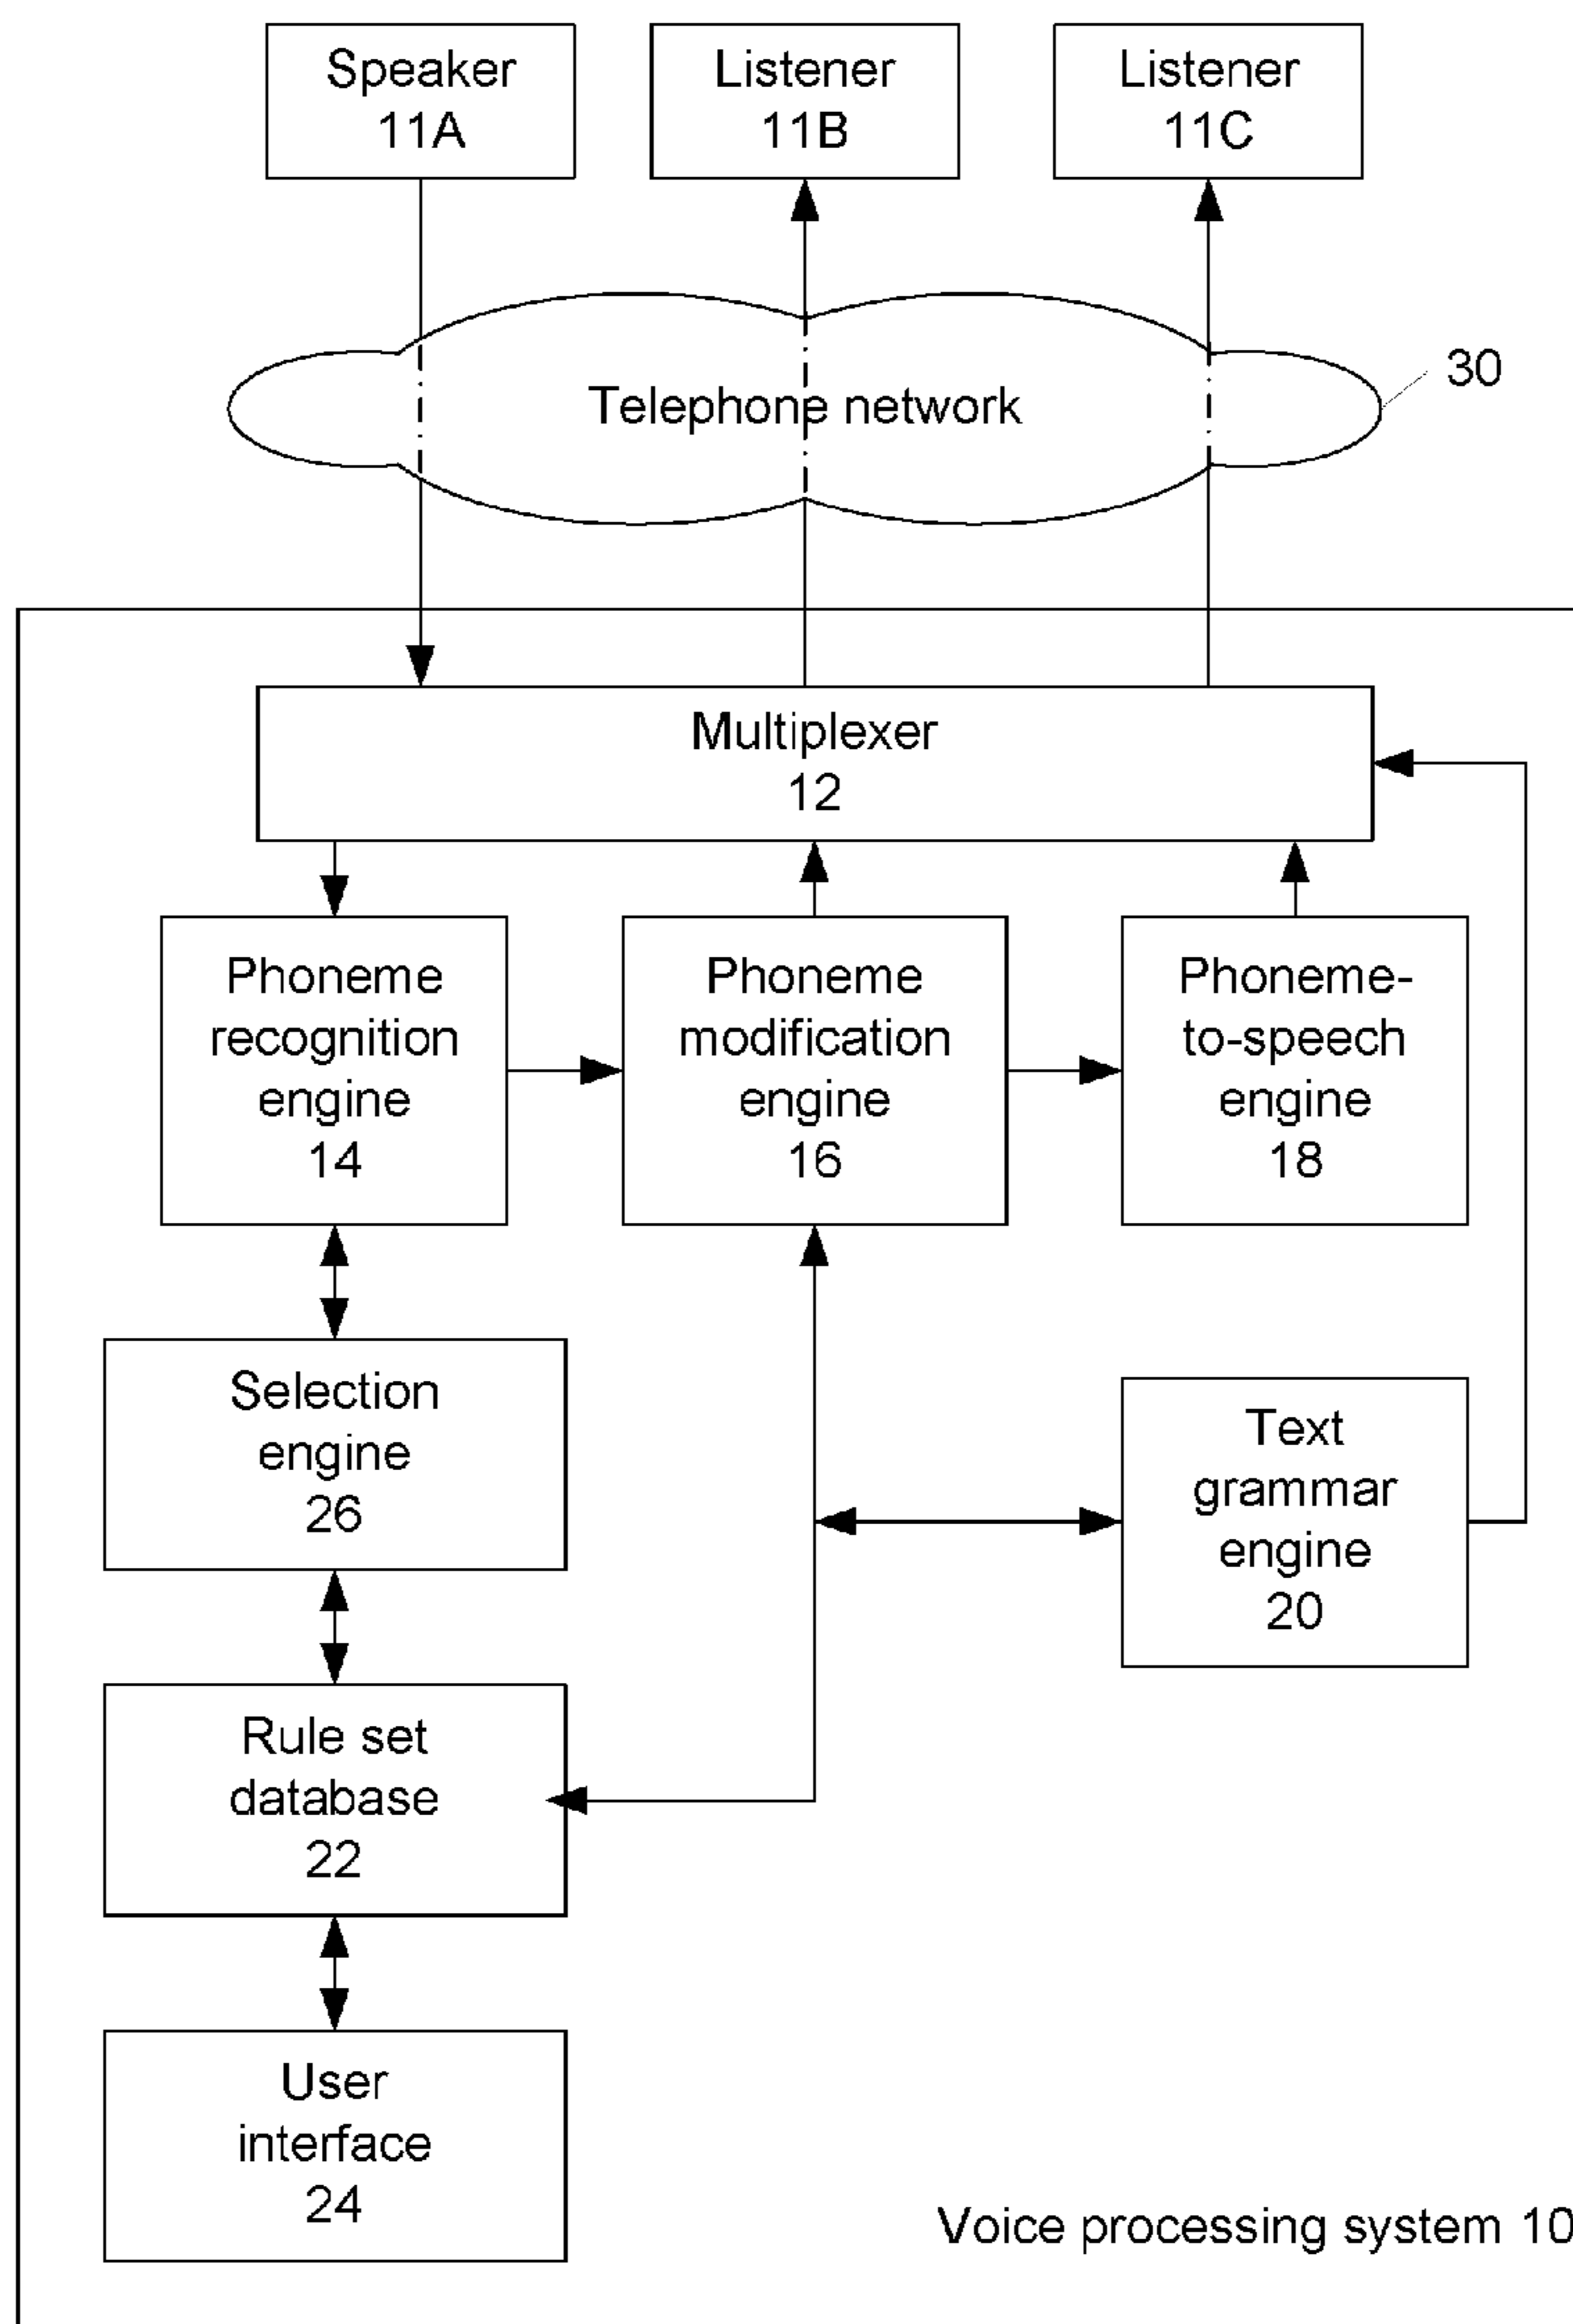 Speaker
11A
Listener
11B
Listener
11C
Telephone network
30
Multiplexer
12
Phoneme
recognition
engine
14
Phoneme
modification
engine
16
Phoneme-
to-speech
engine
18
Selection
engine
26
Text
grammar
engine
20
Rule set
database
22
User
interface
24
Voice processing system 10